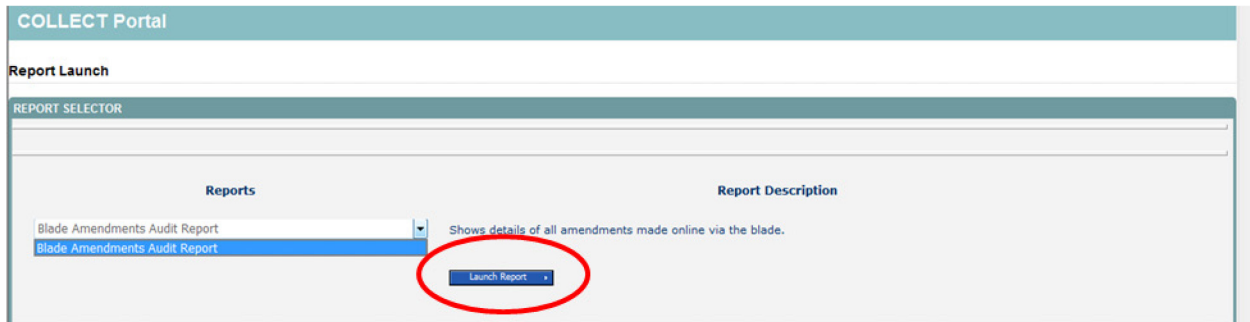 COLLECT Portal
Report Launch
REPORT SELECTOR
Reports
Report Description
Blade Amendments Audit Report
Shows details of all amendments made online via the blade.
Blade Amendments Audit Report
Launch Report